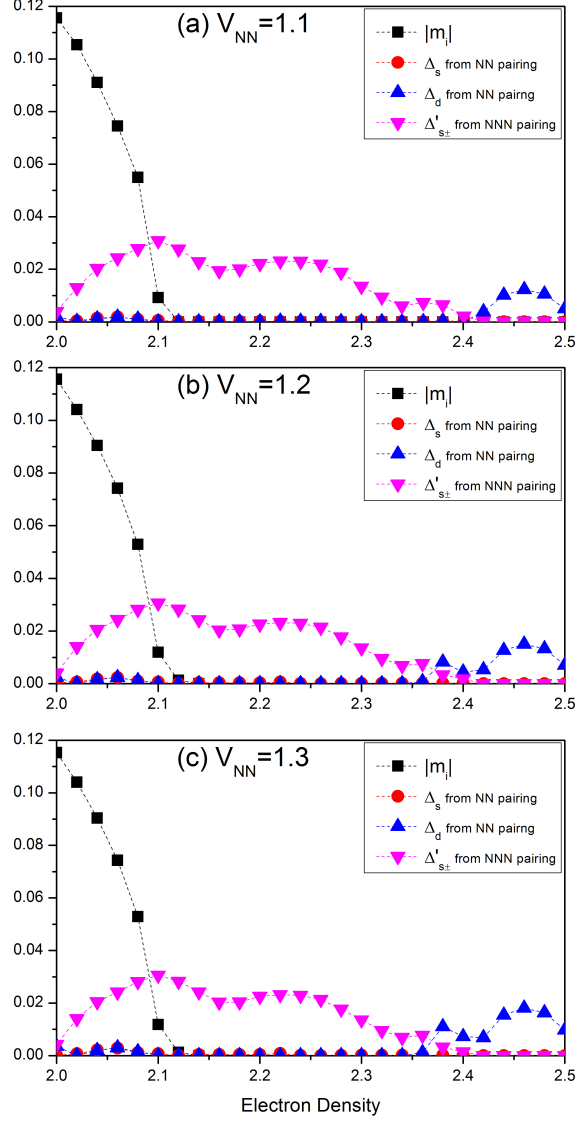 (a) V_NN=1.1
|m_i|
Δ_s from NN pairing
Δ_d from NN pairng
Δ'_s± from NNN pairing
0.12
0.10
0.08
0.06
0.04
0.02
0.00
2.0 2.1 2.2 2.3 2.4 2.5
(b) V_NN=1.2
|m_i|
Δ_s from NN pairing
Δ_d from NN pairng
Δ'_s± from NNN pairing
0.12
0.10
0.08
0.06
0.04
0.02
0.00
2.0 2.1 2.2 2.3 2.4 2.5
(c) V_NN=1.3
|m_i|
Δ_s from NN pairing
Δ_d from NN pairng
Δ'_s± from NNN pairing
0.12
0.10
0.08
0.06
0.04
0.02
0.00
2.0 2.1 2.2 2.3 2.4 2.5
Electron Density